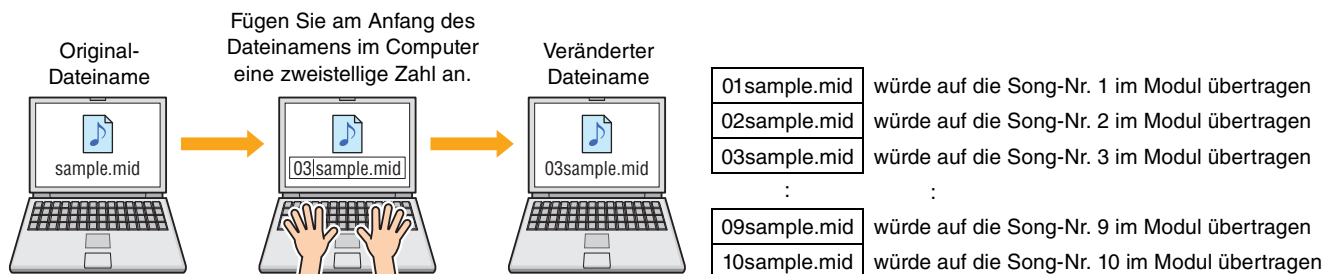 Original-
Dateiname
sample.mid
Fügen Sie am Anfang des
Dateinamens im Computer
eine zweistellige Zahl an.
03sample.mid
Veränderter
Dateiname
03sample.mid
01sample.mid würde auf die Song-Nr. 1 im Modul übertragen
02sample.mid würde auf die Song-Nr. 2 im Modul übertragen
03sample.mid würde auf die Song-Nr. 3 im Modul übertragen
: :
09sample.mid würde auf die Song-Nr. 9 im Modul übertragen
10sample.mid würde auf die Song-Nr. 10 im Modul übertragen